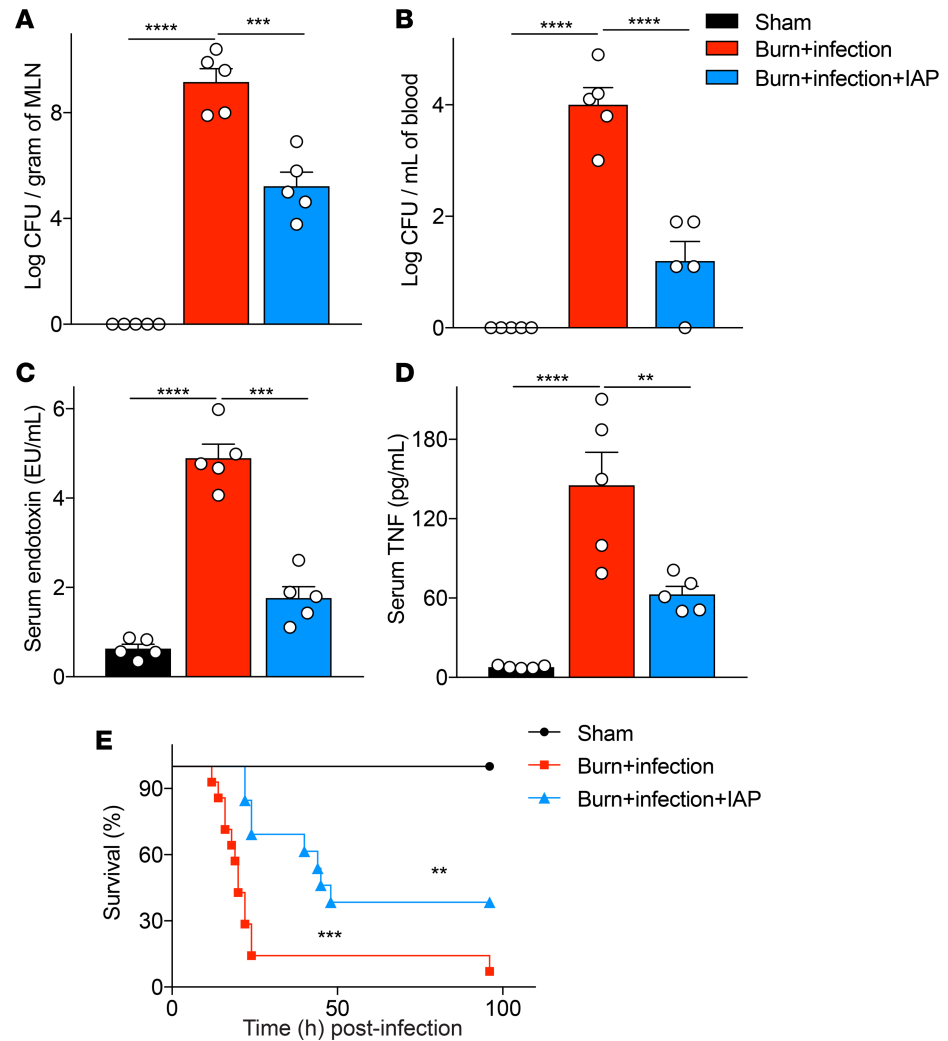 A
B
Sham
Burn+infection
Burn+infection+IAP
**** ***
Log CFU / gram of MLN
8
4
0
**** ****
Log CFU / mL of blood
4
2
0
C
**** ***
Serum endotoxin (EU/mL)
6
4
2
0
D
**** **
Serum TNF (pg/mL)
180
120
60
0
E
Sham
Burn+infection
Burn+infection+IAP
Survival (%)
90
60
30
0
**
***
0 50 100
Time (h) post-infection